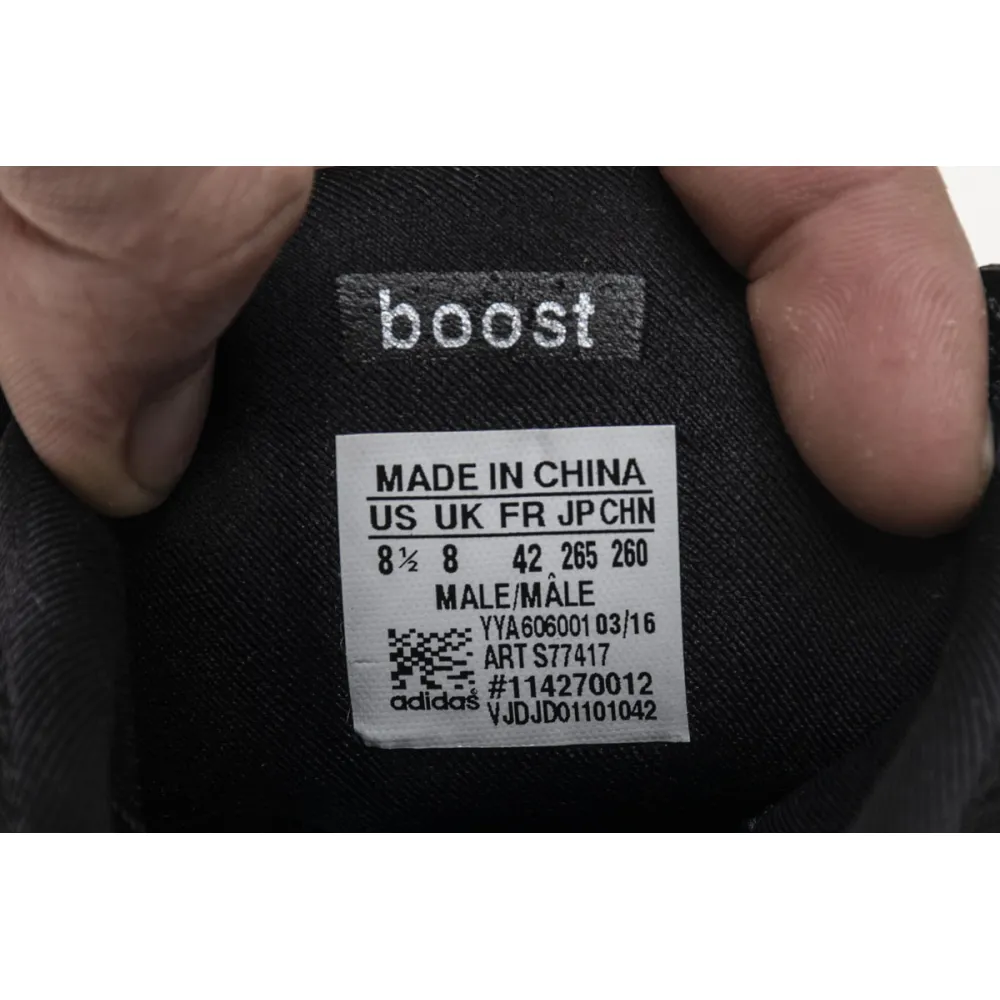 boost
MADE IN CHINA
US UK FR JP CHN
8½ 8 42 265 260
MALE/MÂLE
YYA606001 03/16
ART S77417
#114270012
adidas
VJDJD01101042